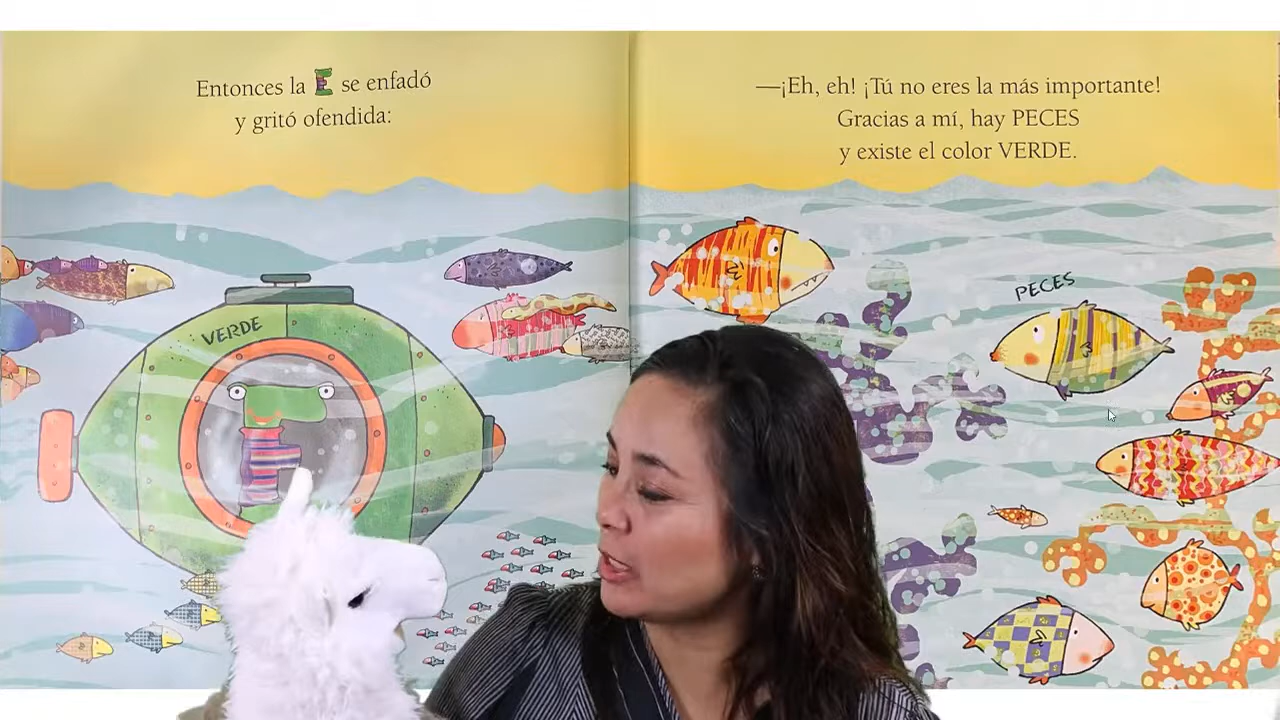 Entonces la E se enfadó
y gritó ofendida:
—¡Eh, eh! ¡Tú no eres la más importante!
Gracias a mí, hay PECES
y existe el color VERDE.
VERDE
PECES